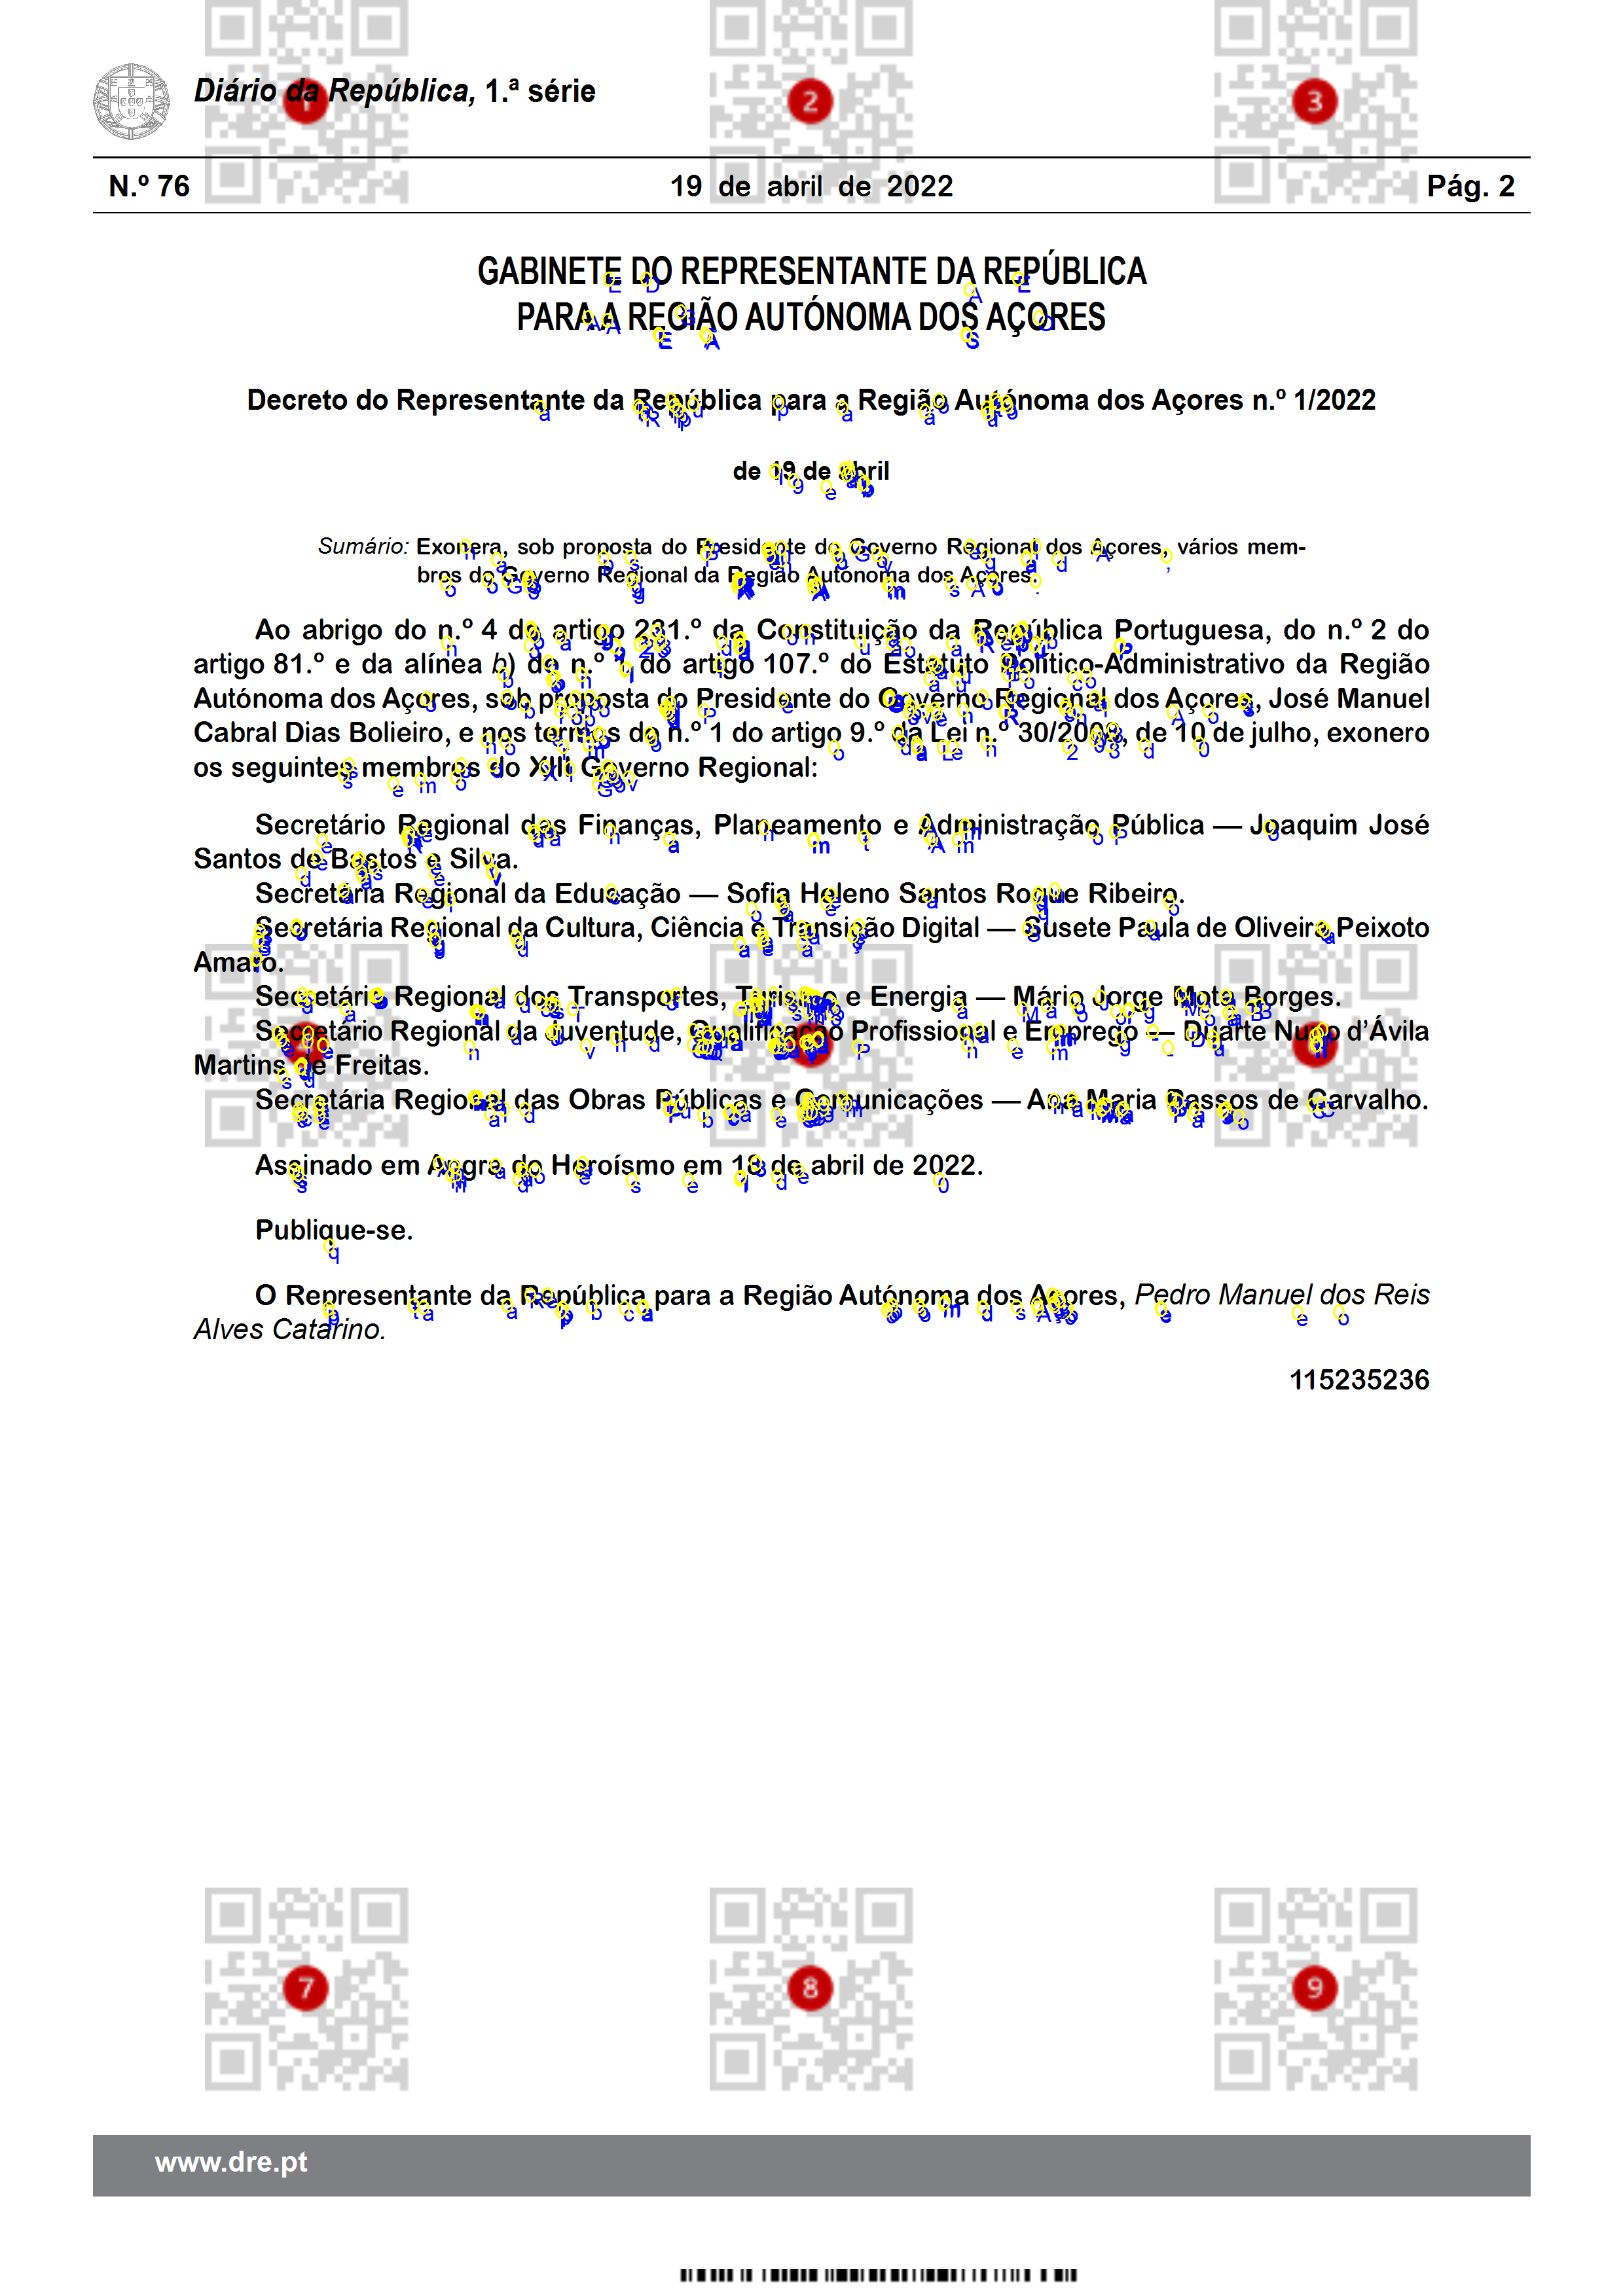 Diário da República, 1.ª série
1
2
3
N.º 76
19 de abril de 2022
Pág. 2
GABINETE DO REPRESENTANTE DA REPÚBLICA
PARA A REGIÃO AUTÓNOMA DOS AÇORES
Decreto do Representante da República para a Região Autónoma dos Açores n.º 1/2022
de 19 de abril
Sumário: Exonera, sob proposta do Presidente do Governo Regional dos Açores, vários mem-
bros do Governo Regional da Região Autónoma dos Açores.
Ao abrigo do n.º 4 do artigo 231.º da Constituição da República Portuguesa, do n.º 2 do
artigo 81.º e da alínea b) do n.º 1 do artigo 107.º do Estatuto Político-Administrativo da Região
Autónoma dos Açores, sob proposta do Presidente do Governo Regional dos Açores, José Manuel
Cabral Dias Bolieiro, e nos termos do n.º 1 do artigo 9.º da Lei n.º 30/2008, de 10 de julho, exonero
os seguintes membros do XIII Governo Regional:
Secretário Regional das Finanças, Planeamento e Administração Pública — Joaquim José
Santos de Bastos e Silva.
Secretária Regional da Educação — Sofia Heleno Santos Roque Ribeiro.
Secretária Regional da Cultura, Ciência e Transição Digital — Susete Paula de Oliveira Peixoto
Amaro.
Secretário Regional dos Transportes, Turismo e Energia — Mário Jorge Mota Borges.
Secretário Regional da Juventude, Qualificação Profissional e Emprego — Duarte Nuno d’Ávila
Martins de Freitas.
Secretária Regional das Obras Públicas e Comunicações — Ana Maria Bassos de Carvalho.
Assinado em Angra do Heroísmo em 18 de abril de 2022.
Publique-se.
O Representante da República para a Região Autónoma dos Açores, Pedro Manuel dos Reis
Alves Catarino.
115235236
7
8
9
www.dre.pt